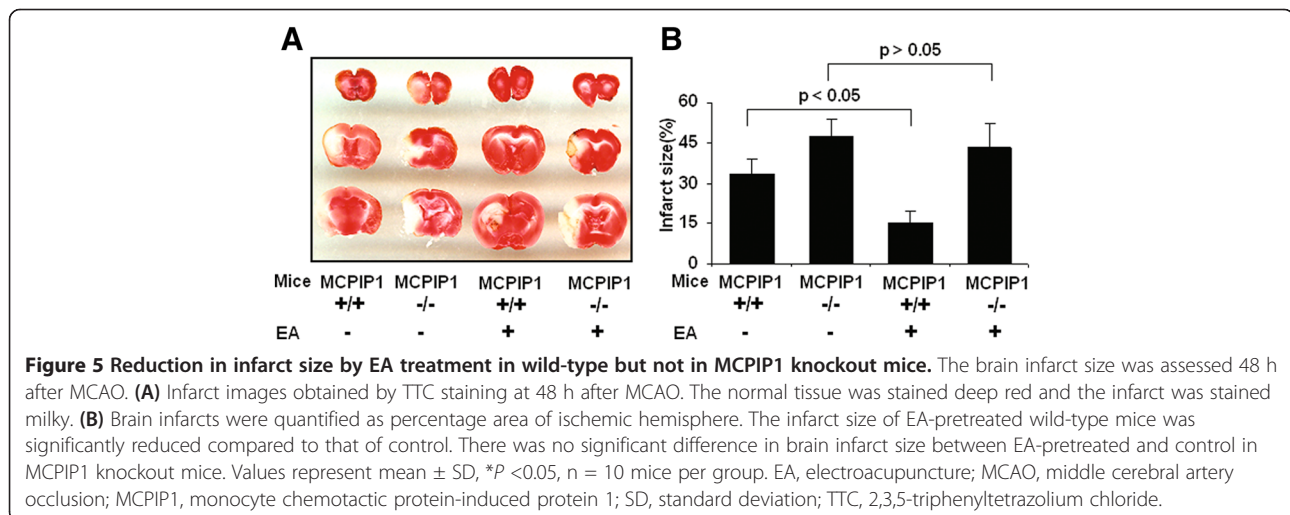 A
B
p > 0.05
p < 0.05
Infarct size(%)
60
45
30
15
0
Mice MCPIP1 MCPIP1 MCPIP1 MCPIP1
+/+ -/- +/+ -/-
EA - - + +
Mice MCPIP1 MCPIP1 MCPIP1 MCPIP1
+/+ -/- +/+ -/-
EA - - + +
Figure 5 Reduction in infarct size by EA treatment in wild-type but not in MCPIP1 knockout mice. The brain infarct size was assessed 48 h
after MCAO. (A) Infarct images obtained by TTC staining at 48 h after MCAO. The normal tissue was stained deep red and the infarct was stained
milky. (B) Brain infarcts were quantified as percentage area of ischemic hemisphere. The infarct size of EA-pretreated wild-type mice was
significantly reduced compared to that of control. There was no significant difference in brain infarct size between EA-pretreated and control in
MCPIP1 knockout mice. Values represent mean ± SD, *P <0.05, n = 10 mice per group. EA, electroacupuncture; MCAO, middle cerebral artery
occlusion; MCPIP1, monocyte chemotactic protein-induced protein 1; SD, standard deviation; TTC, 2,3,5-triphenyltetrazolium chloride.